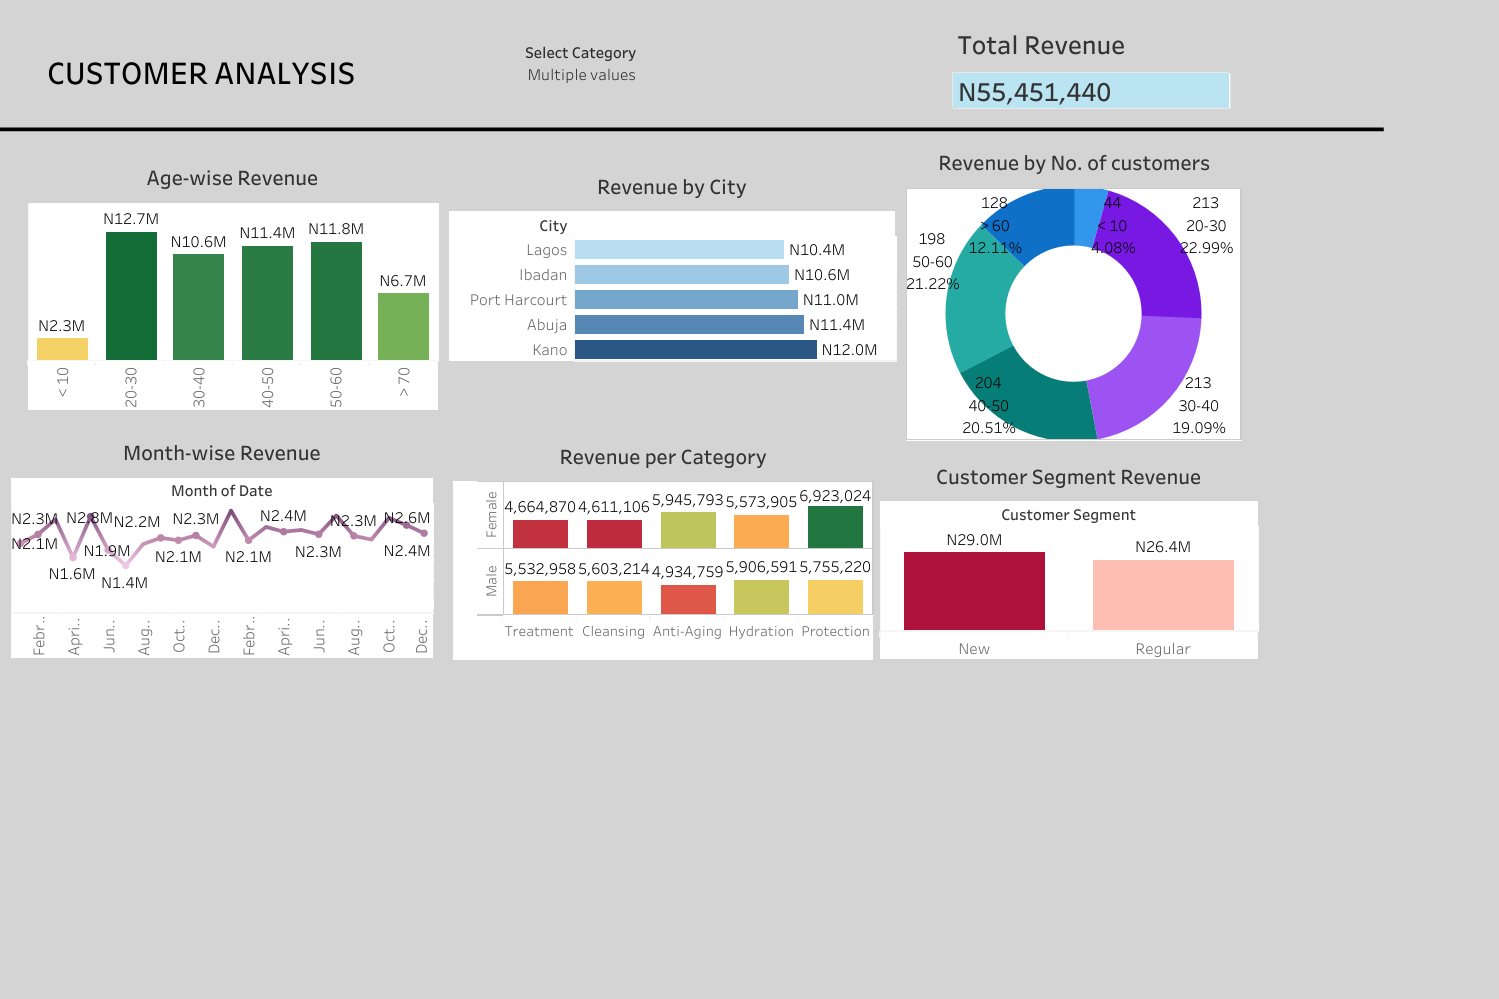 CUSTOMER ANALYSIS
Select Category
Multiple values
Total Revenue
N55,451,440
Age-wise Revenue
N2.3M
N12.7M
N10.6M
N11.4M
N11.8M
N6.7M
< 10
20-30
30-40
40-50
50-60
> 70
Revenue by City
City
Lagos N10.4M
Ibadan N10.6M
Port Harcourt N11.0M
Abuja N11.4M
Kano N12.0M
Revenue by No. of customers
128
> 60
12.11%
44
< 10
4.08%
213
20-30
22.99%
198
50-60
21.22%
204
40-50
20.51%
213
30-40
19.09%
Month-wise Revenue
Month of Date
N2.3M
N2.1M
N1.6M
N2.8M
N1.9M
N1.4M
N2.2M
N2.1M
N2.3M
N2.1M
N2.4M
N2.3M
N2.3M
N2.6M
N2.4M
Febr..
Apri..
Jun..
Aug..
Oct..
Dec..
Febr..
Apri..
Jun..
Aug..
Oct..
Dec..
Revenue per Category
Female
4,664,870 4,611,106 5,945,793 5,573,905 6,923,024
Male
5,532,958 5,603,214 4,934,759 5,906,591 5,755,220
Treatment Cleansing Anti-Aging Hydration Protection
Customer Segment Revenue
Customer Segment
N29.0M
N26.4M
New
Regular